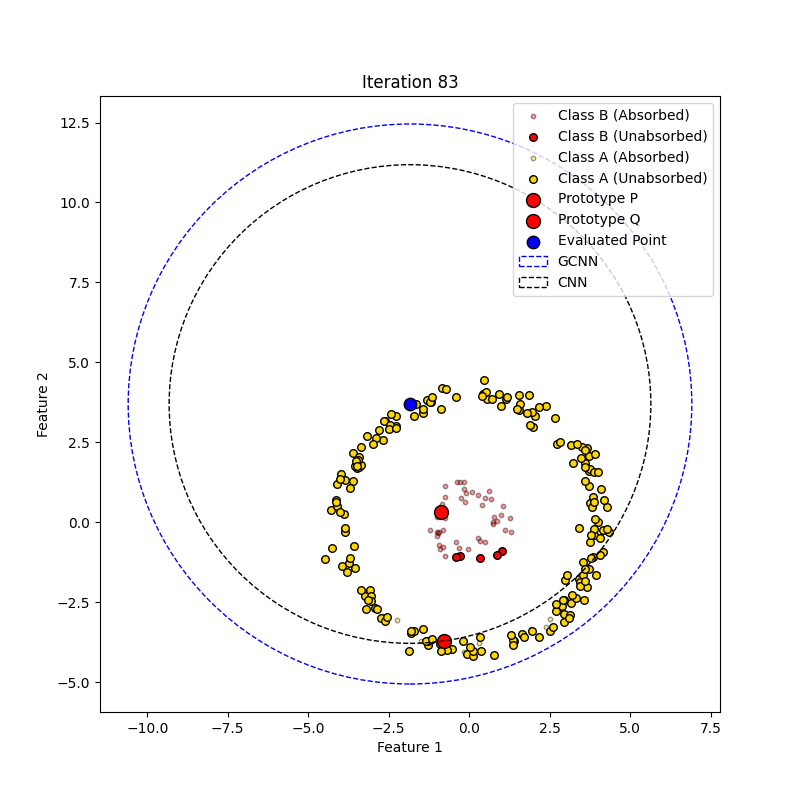 Iteration 83
Class B (Absorbed)
Class B (Unabsorbed)
Class A (Absorbed)
Class A (Unabsorbed)
Prototype P
Prototype Q
Evaluated Point
GCNN
CNN
12.5
10.0
7.5
5.0
2.5
0.0
−2.5
−5.0
Feature 2
−10.0 −7.5 −5.0 −2.5 0.0 2.5 5.0 7.5
Feature 1